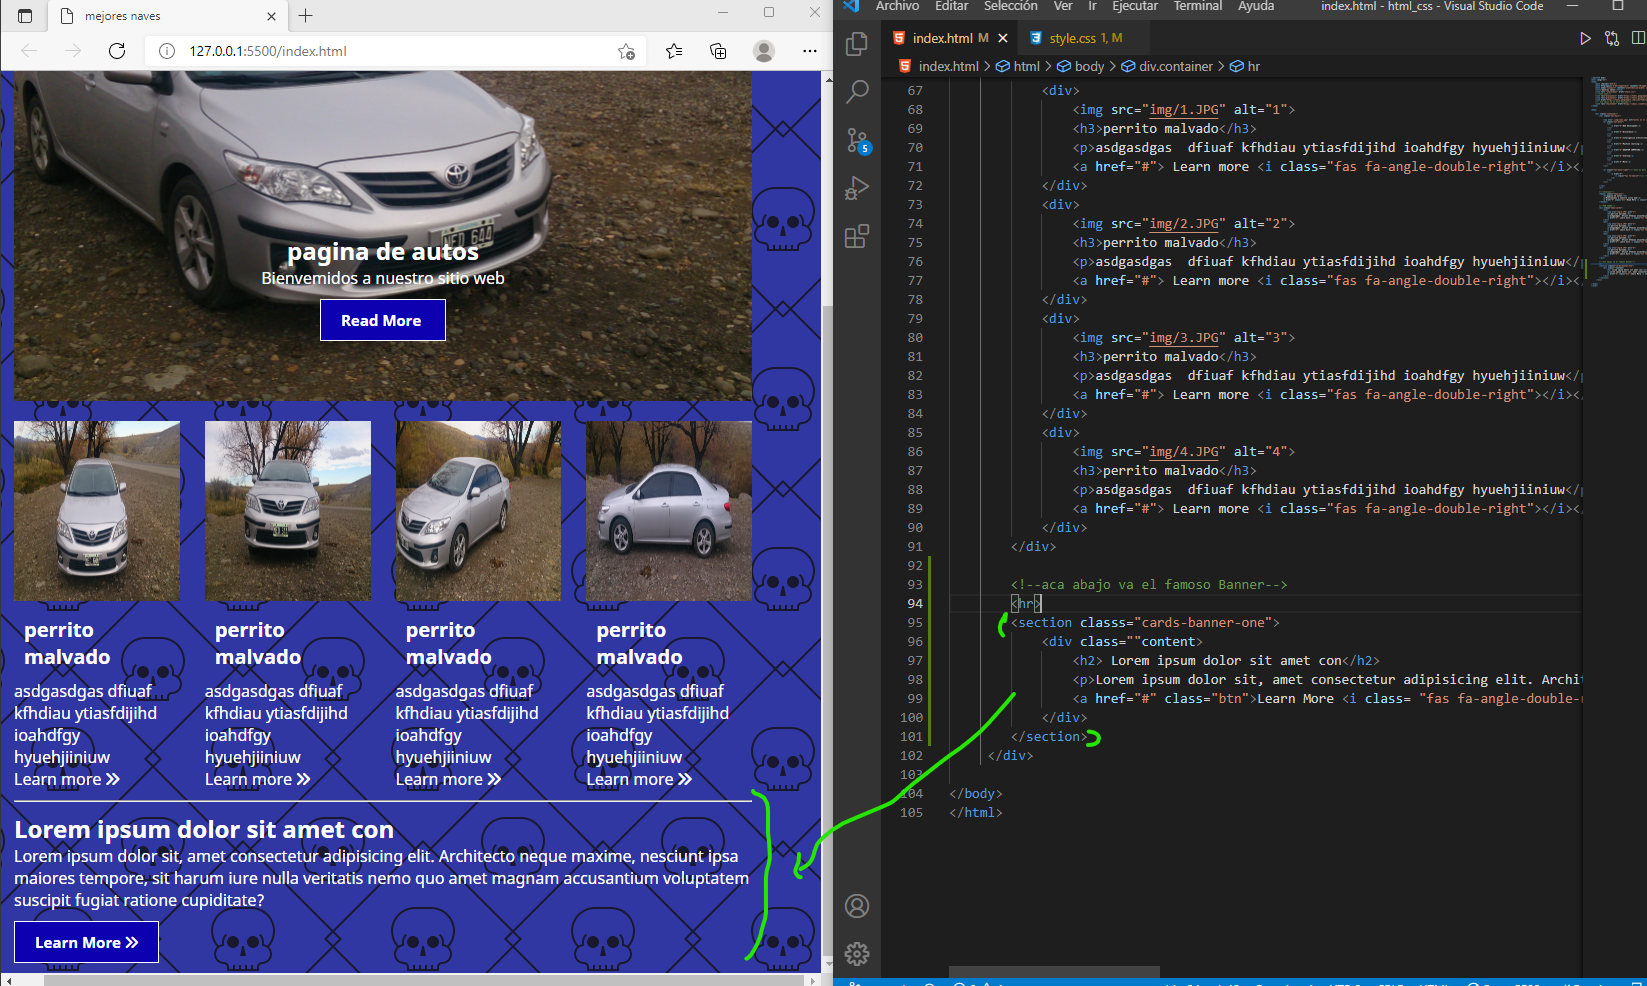 mejores naves
127.0.0.1:5500/index.html
NFD 644
pagina de autos
Bienvemidos a nuestro sitio web
Read More
perrito malvado
perrito malvado
perrito malvado
perrito malvado
asdgasdgas dfiuaf
kfhdiau ytiasfdijihd
ioahdfgy
hyuehjiiniuw
Learn more
asdgasdgas dfiuaf
kfhdiau ytiasfdijihd
ioahdfgy
hyuehjiiniuw
Learn more
asdgasdgas dfiuaf
kfhdiau ytiasfdijihd
ioahdfgy
hyuehjiiniuw
Learn more
asdgasdgas dfiuaf
kfhdiau ytiasfdijihd
ioahdfgy
hyuehjiiniuw
Learn more
Lorem ipsum dolor sit amet con
Lorem ipsum dolor sit, amet consectetur adipisicing elit. Architecto neque maxime, nesciunt ipsa
maiores tempore, sit harum iure nulla veritatis nemo quo amet magnam accusantium voluptatem
suscipit fugiat ratione cupiditate?
Learn More
Archivo Editar Selección Ver Ir Ejecutar Terminal Ayuda index.html - html_css - Visual Studio Code
index.html M style.css 1, M
index.html > html > body > div.container > hr
5
67 <div>
68 <img src="img/1.JPG" alt="1">
69 <h3>perrito malvado</h3>
70 <p>asdgasdgas  dfiuaf kfhdiau ytiasfdijihd ioahdfgy hyuehjiiniuw</p
71 <a href="#"> Learn more <i class="fas fa-angle-double-right"></i><
72 </div>
73 <div>
74 <img src="img/2.JPG" alt="2">
75 <h3>perrito malvado</h3>
76 <p>asdgasdgas  dfiuaf kfhdiau ytiasfdijihd ioahdfgy hyuehjiiniuw</p
77 <a href="#"> Learn more <i class="fas fa-angle-double-right"></i><
78 </div>
79 <div>
80 <img src="img/3.JPG" alt="3">
81 <h3>perrito malvado</h3>
82 <p>asdgasdgas  dfiuaf kfhdiau ytiasfdijihd ioahdfgy hyuehjiiniuw</p
83 <a href="#"> Learn more <i class="fas fa-angle-double-right"></i><
84 </div>
85 <div>
86 <img src="img/4.JPG" alt="4">
87 <h3>perrito malvado</h3>
88 <p>asdgasdgas  dfiuaf kfhdiau ytiasfdijihd ioahdfgy hyuehjiiniuw</p
89 <a href="#"> Learn more <i class="fas fa-angle-double-right"></i><
90 </div>
91 </div>
92
93 <!--aca abajo va el famoso Banner-->
94 <hr>
95 <section classs="cards-banner-one">
96 <div class=""content>
97 <h2> Lorem ipsum dolor sit amet con</h2>
98 <p>Lorem ipsum dolor sit, amet consectetur adipisicing elit. Archit
99 <a href="#" class="btn">Learn More <i class= "fas fa-angle-double-r
100 </div>
101 </section>
102 </div>
103
104 </body>
105 </html>